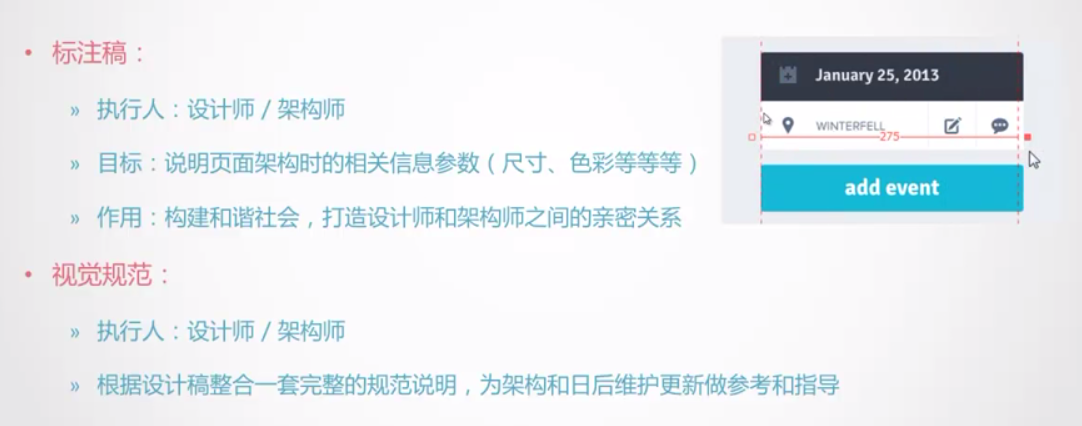 • 标注稿：
» 执行人：设计师 / 架构师
» 目标：说明页面架构时的相关信息参数（尺寸、色彩等等等）
» 作用：构建和谐社会，打造设计师和架构师之间的亲密关系
• 视觉规范：
» 执行人：设计师 / 架构师
» 根据设计稿整合一套完整的规范说明，为架构和日后维护更新做参考和指导
January 25, 2013
WINTERFELL
275
add event